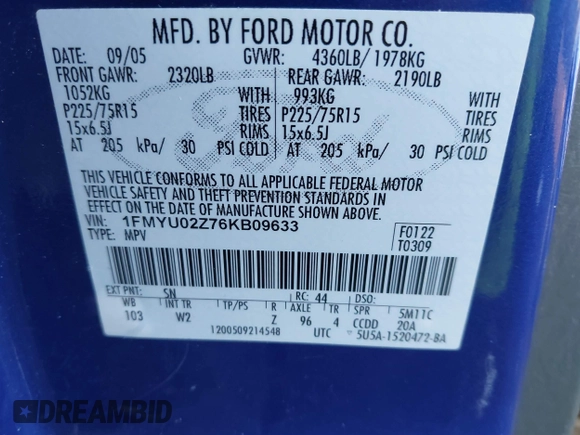 MFD. BY FORD MOTOR CO.
DATE: 09/05 GVWR: 4360LB/ 1978KG
FRONT GAWR: 2320LB REAR GAWR: 2190LB
1052KG WITH 993KG WITH
P225/75R15 TIRES P225/75R15 TIRES
15x6.5J RIMS 15x6.5J RIMS
AT 205 kPa/ 30 PSI COLD AT 205 kPa/ 30 PSI COLD
Ford
THIS VEHICLE CONFORMS TO ALL APPLICABLE FEDERAL MOTOR
VEHICLE SAFETY AND THEFT PREVENTION STANDARDS IN
EFFECT ON THE DATE OF MANUFACTURE SHOWN ABOVE.
VIN: 1FMYU02Z76KB09633 F0122
TYPE: MPV T0309
EXT PNT: SN RC: 44 DSO:
WB INT TR TP/PS R AXLE TR SPR 5M11C
103 W2 Z 96 4 CCDD 20A
1200509214548 UTC 5U5A-1520472-BA
DREAMBID